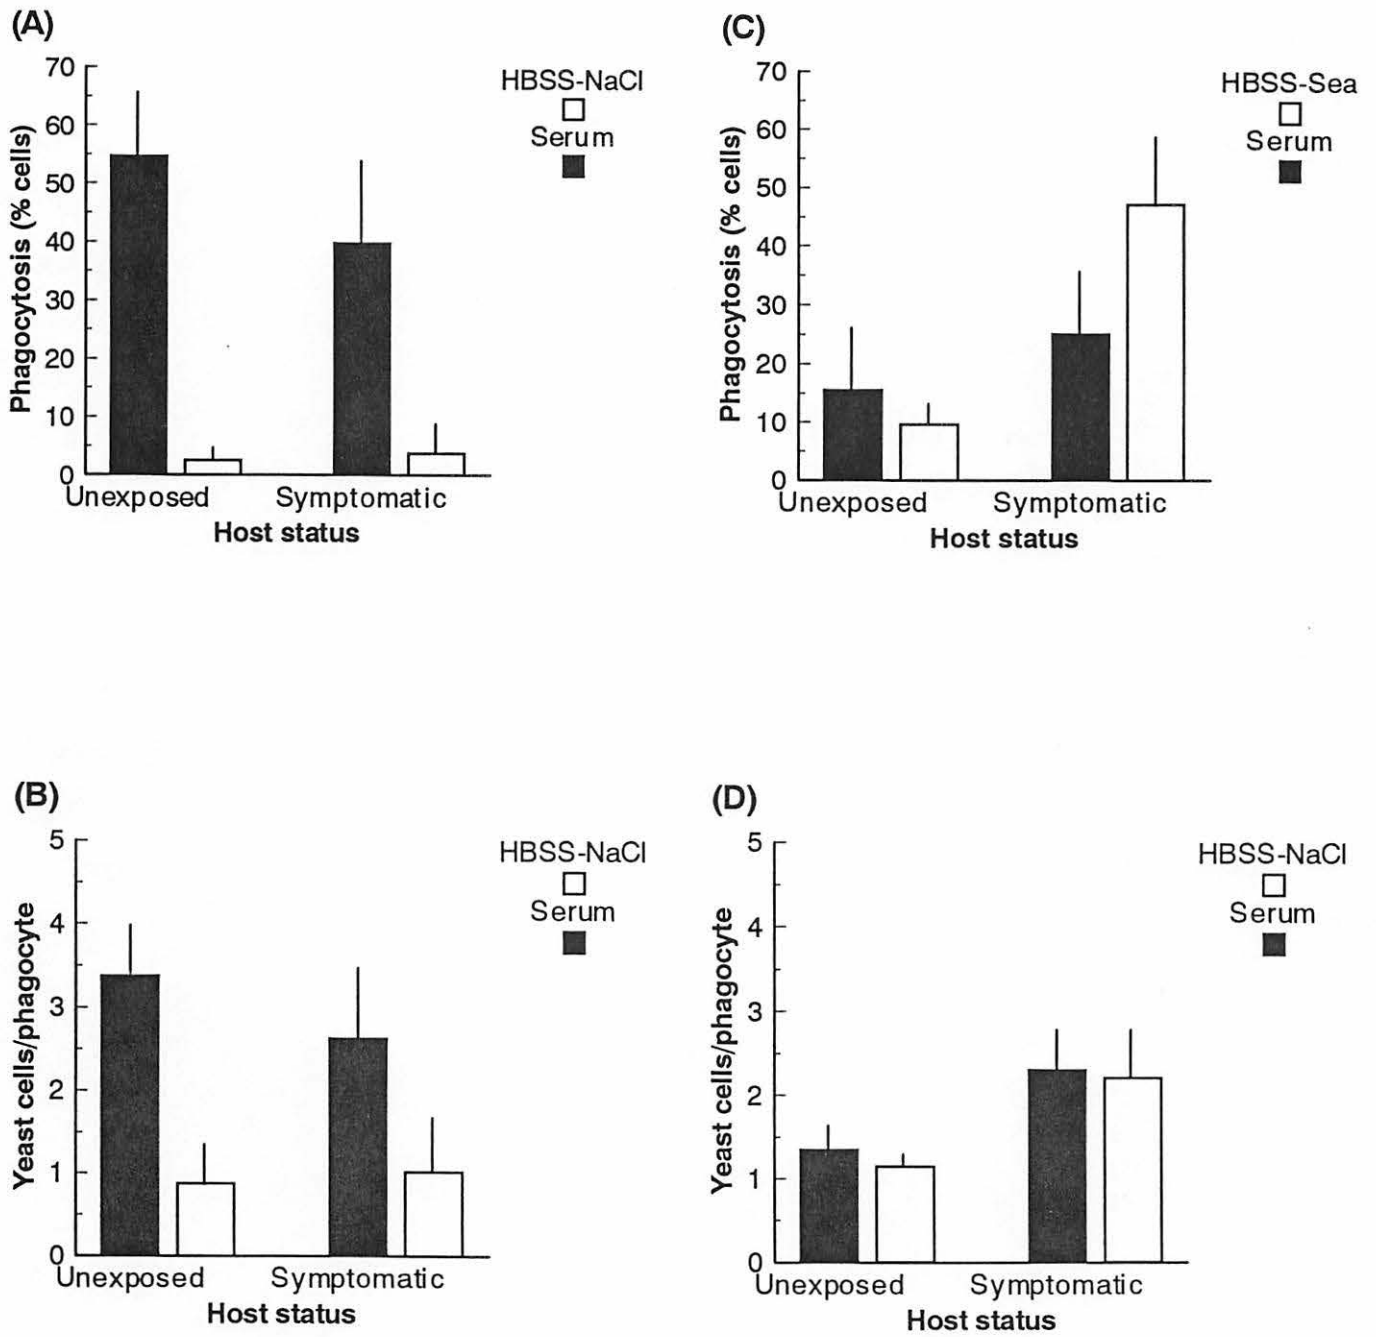 (A)
Phagocytosis (% cells)
70
60
50
40
30
20
10
0
Unexposed Symptomatic
Host status
HBSS-NaCl
Serum
(C)
Phagocytosis (% cells)
70
60
50
40
30
20
10
0
Unexposed Symptomatic
Host status
HBSS-Sea
Serum
(B)
Yeast cells/phagocyte
5
4
3
2
1
0
Unexposed Symptomatic
Host status
HBSS-NaCl
Serum
(D)
Yeast cells/phagocyte
5
4
3
2
1
0
Unexposed Symptomatic
Host status
HBSS-NaCl
Serum